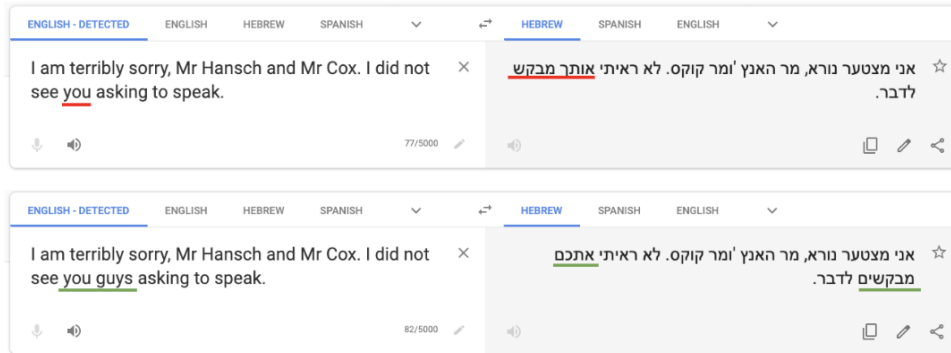 ENGLISH - DETECTED ENGLISH HEBREW SPANISH HEBREW SPANISH ENGLISH
I am terribly sorry, Mr Hansch and Mr Cox. I did not
see you asking to speak.
77/5000
אני מצטער נורא, מר האנץ 'ומר קוקס. לא ראיתי אותך מבקש
לדבר.
ENGLISH - DETECTED ENGLISH HEBREW SPANISH HEBREW SPANISH ENGLISH
I am terribly sorry, Mr Hansch and Mr Cox. I did not
see you guys asking to speak.
82/5000
אני מצטער נורא, מר האנץ 'ומר קוקס. לא ראיתי אתכם
מבקשים לדבר.